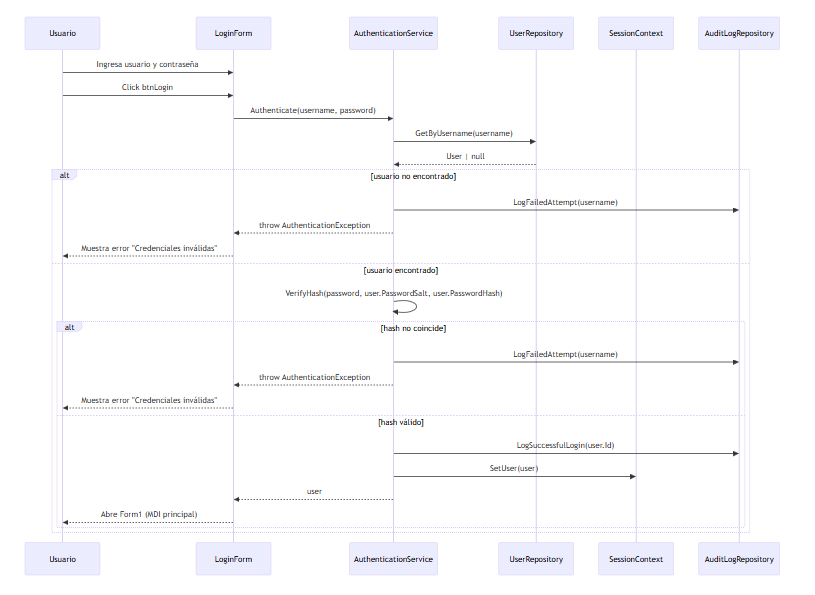 Usuario
LoginForm
AuthenticationService
UserRepository
SessionContext
AuditLogRepository
Ingresa usuario y contraseña
Click btnLogin
Authenticate(username, password)
GetByUsername(username)
User | null
alt
[usuario no encontrado]
LogFailedAttempt(username)
throw AuthenticationException
Muestra error "Credenciales inválidas"
[usuario encontrado]
VerifyHash(password, user.PasswordSalt, user.PasswordHash)
alt
[hash no coincide]
LogFailedAttempt(username)
throw AuthenticationException
Muestra error "Credenciales inválidas"
[hash válido]
LogSuccessfulLogin(user.Id)
SetUser(user)
user
Abre Form1 (MDI principal)
Usuario
LoginForm
AuthenticationService
UserRepository
SessionContext
AuditLogRepository